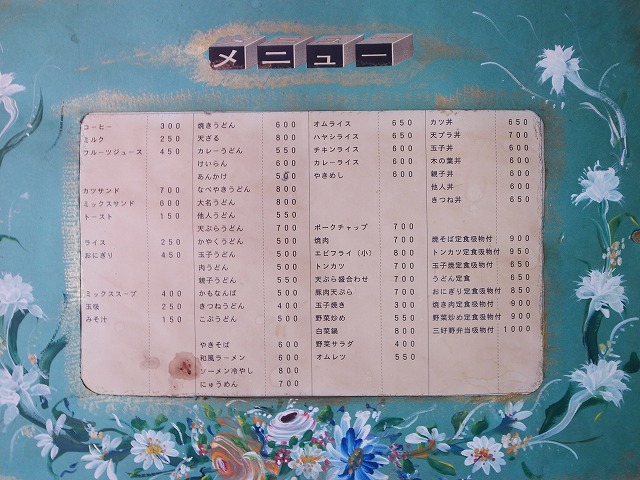 メニュー
コーヒー 300
ミルク 250
フルーツジュース 450
カツサンド 700
ミックスサンド 600
トースト 150
ライス 250
おにぎり 450
ミックススープ 400
玉吸 250
みそ汁 150
焼きうどん 600
天ざる 800
カレーうどん 550
けいらん 600
あんかけ
なべやきうどん 800
大名うどん 800
他人うどん 550
天ぷらうどん 700
かやくうどん 500
玉子うどん 500
肉うどん 500
親子うどん 550
かもなんば 500
きつねうどん 400
こぶうどん 500
やきそば 600
和風ラーメン 600
ソーメン冷やし 800
にゅうめん 700
オムライス 650
ハヤシライス 650
チキンライス 600
カレーライス 600
やきめし 600
ポークチャップ 700
焼肉 700
エビフライ（小） 800
トンカツ 700
天ぷら盛合わせ 700
豚肉天ぷら 700
玉子焼き 300
野菜炒め 550
白菜鍋 800
野菜サラダ 400
オムレツ 550
カツ丼 650
天プラ丼 700
玉子丼 600
木の葉丼 600
親子丼 600
他人丼 600
きつね丼 650
焼そば定食吸物付 900
トンカツ定食吸物付 950
玉子焼定食吸物付 650
うどん定食 650
おにぎり定食吸物付 850
焼き肉定食吸物付 900
野菜炒め定食吸物付 900
三好野弁当吸物付 1000